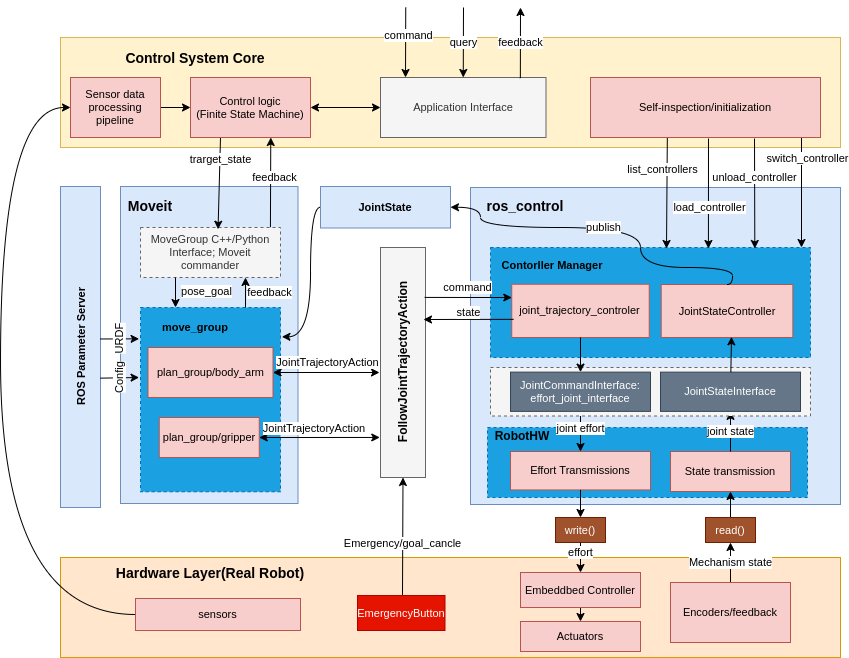 command
query
feedback
Control System Core
Sensor data
processing
pipeline
Control logic
(Finite State Machine)
Application Interface
Self-inspection/initialization
trarget_state
feedback
list_controllers
load_controller
unload_controller
switch_controller
ROS Parameter Server
Moveit
MoveGroup C++/Python
Interface; Moveit
commander
pose_goal
feedback
Config
URDF
move_group
plan_group/body_arm
plan_group/gripper
JointTrajectoryAction
JointTrajectoryAction
JointState
FollowJointTrajectoryAction
command
state
ros_control
publish
Contorller Manager
joint_trajectory_controler
JointStateController
JointCommandInterface:
effort_joint_interface
JointStateInterface
joint effort
joint state
RobotHW
Effort Transmissions
State transmission
write()
read()
effort
Mechanism state
Emergency/goal_cancle
Hardware Layer(Real Robot)
sensors
EmergencyButton
Embeddbed Controller
Actuators
Encoders/feedback